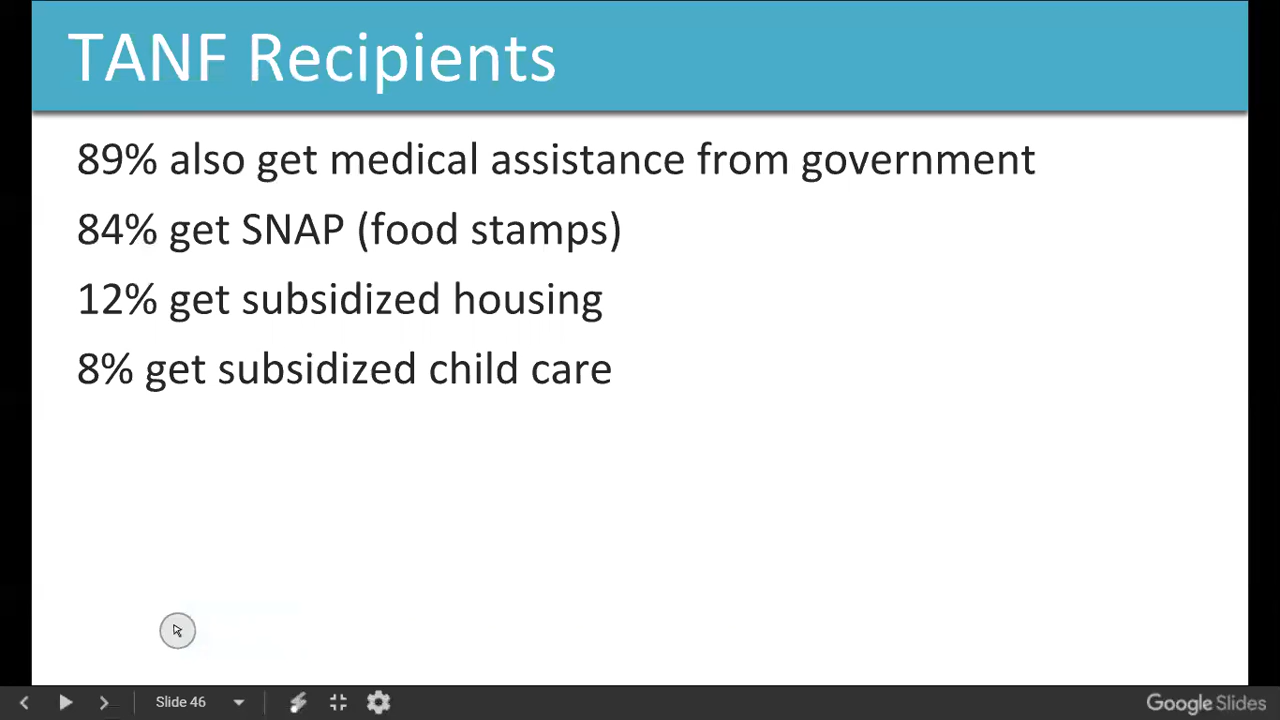 TANF Recipients
89% also get medical assistance from government
84% get SNAP (food stamps)
12% get subsidized housing
8% get subsidized child care
Slide 46
Google Slides